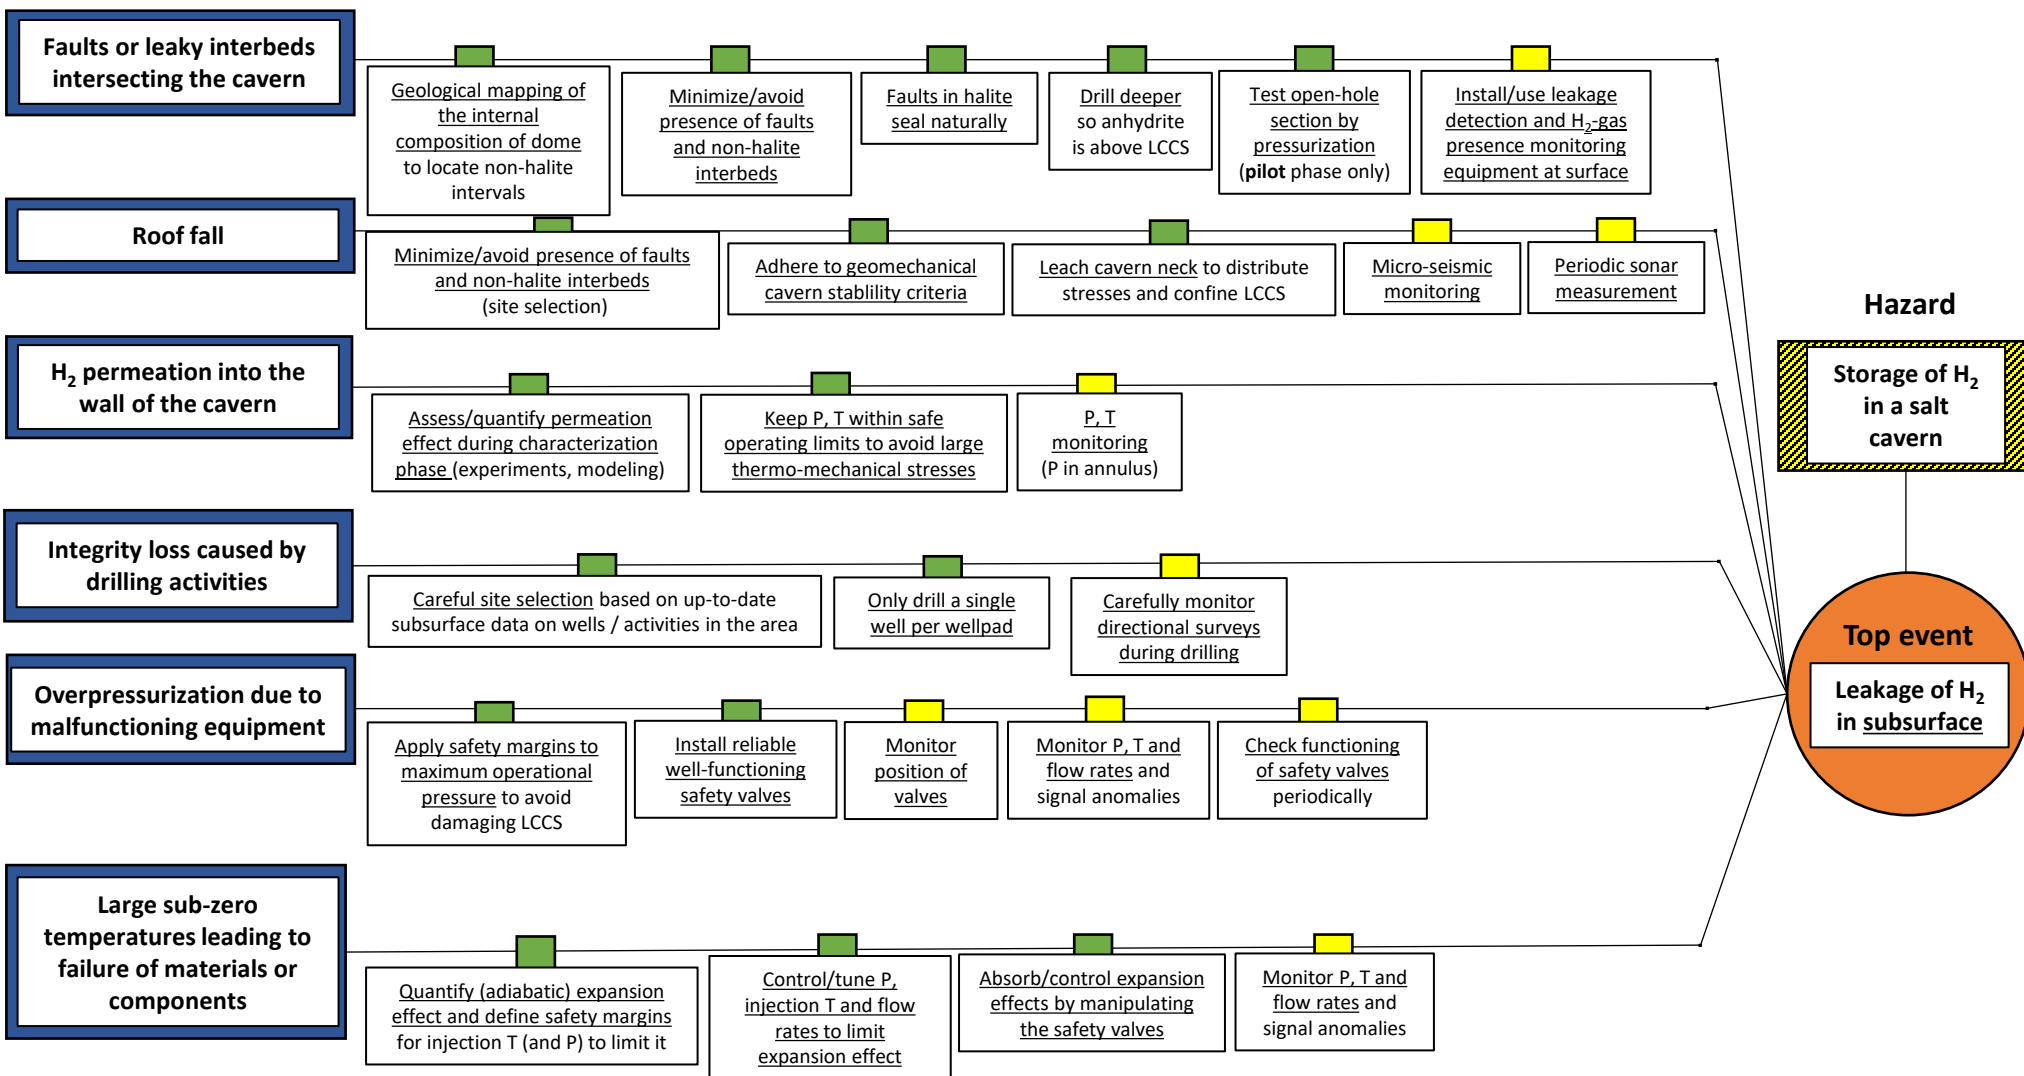 Faults or leaky interbeds
intersecting the cavern
Geological mapping of
the internal
composition of dome
to locate non-halite
intervals
Minimize/avoid
presence of faults
and non-halite
interbeds
Faults in halite
seal naturally
Drill deeper
so anhydrite
is above LCCS
Test open-hole
section by
pressurization
(pilot phase only)
Install/use leakage
detection and H₂-gas
presence monitoring
equipment at surface
Roof fall
Minimize/avoid presence of faults
and non-halite interbeds
(site selection)
Adhere to geomechanical
cavern stablility criteria
Leach cavern neck to distribute
stresses and confine LCCS
Micro-seismic
monitoring
Periodic sonar
measurement
H₂ permeation into the
wall of the cavern
Assess/quantify permeation
effect during characterization
phase (experiments, modeling)
Keep P, T within safe
operating limits to avoid large
thermo-mechanical stresses
P, T
monitoring
(P in annulus)
Integrity loss caused by
drilling activities
Careful site selection based on up-to-date
subsurface data on wells / activities in the area
Only drill a single
well per wellpad
Carefully monitor
directional surveys
during drilling
Overpressurization due to
malfunctioning equipment
Apply safety margins to
maximum operational
pressure to avoid
damaging LCCS
Install reliable
well-functioning
safety valves
Monitor
position of
valves
Monitor P, T and
flow rates and
signal anomalies
Check functioning
of safety valves
periodically
Large sub-zero
temperatures leading to
failure of materials or
components
Quantify (adiabatic) expansion
effect and define safety margins
for injection T (and P) to limit it
Control/tune P,
injection T and flow
rates to limit
expansion effect
Absorb/control expansion
effects by manipulating
the safety valves
Monitor P, T and
flow rates and
signal anomalies
Hazard
Storage of H₂
in a salt
cavern
Top event
Leakage of H₂
in subsurface